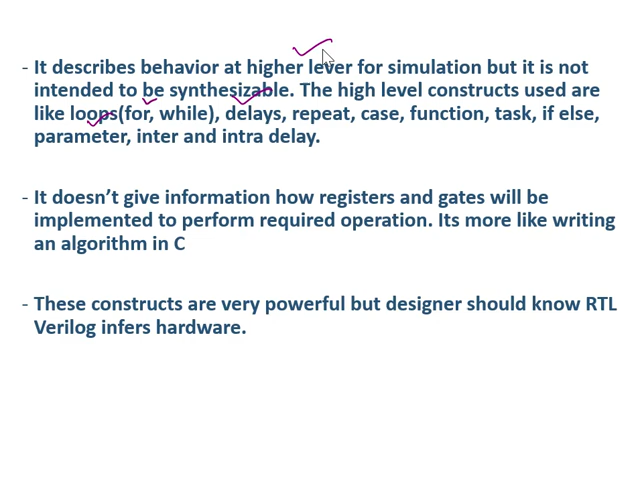 - It describes behavior at higher lever for simulation but it is not
intended to be synthesizable. The high level constructs used are
like loops(for, while), delays, repeat, case, function, task, if else,
parameter, inter and intra delay.
- It doesn’t give information how registers and gates will be
implemented to perform required operation. Its more like writing
an algorithm in C
- These constructs are very powerful but designer should know RTL
Verilog infers hardware.